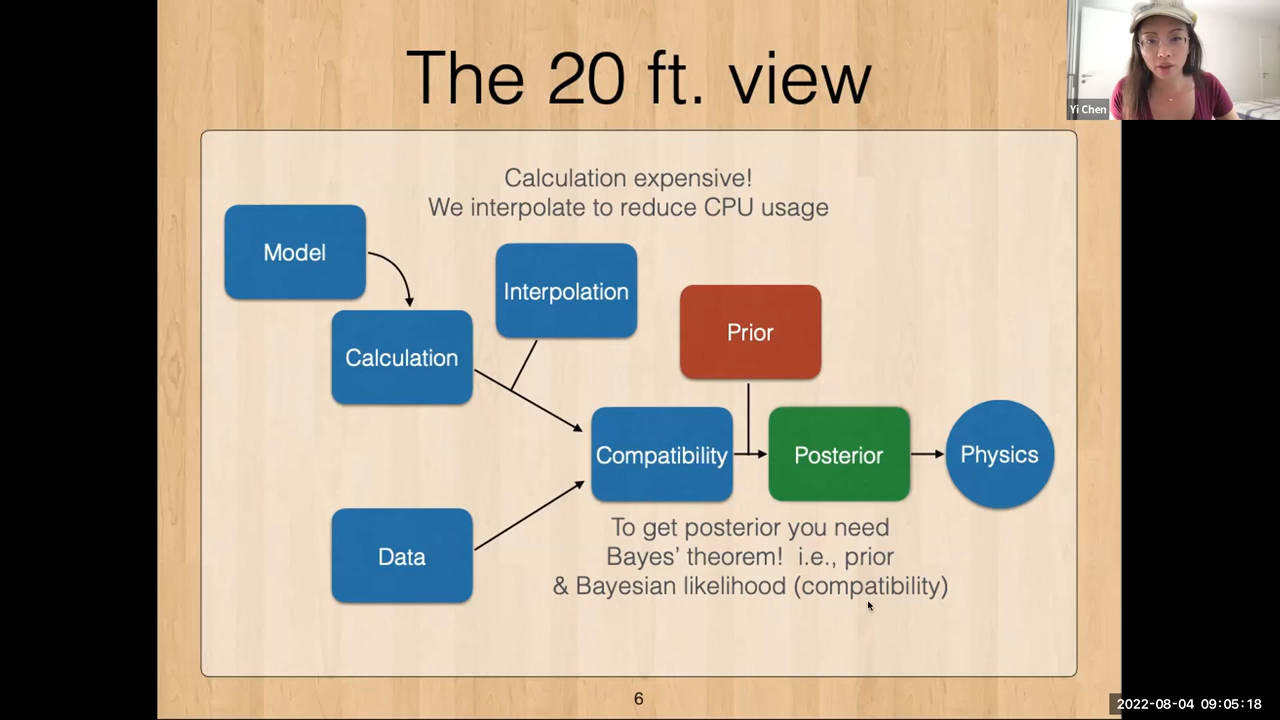 The 20 ft. view
Yi Chen
Calculation expensive!
We interpolate to reduce CPU usage
Model
Interpolation
Prior
Calculation
Compatibility
Posterior
Physics
Data
To get posterior you need
Bayes’ theorem!  i.e., prior
& Bayesian likelihood (compatibility)
6
2022-08-04 09:05:18